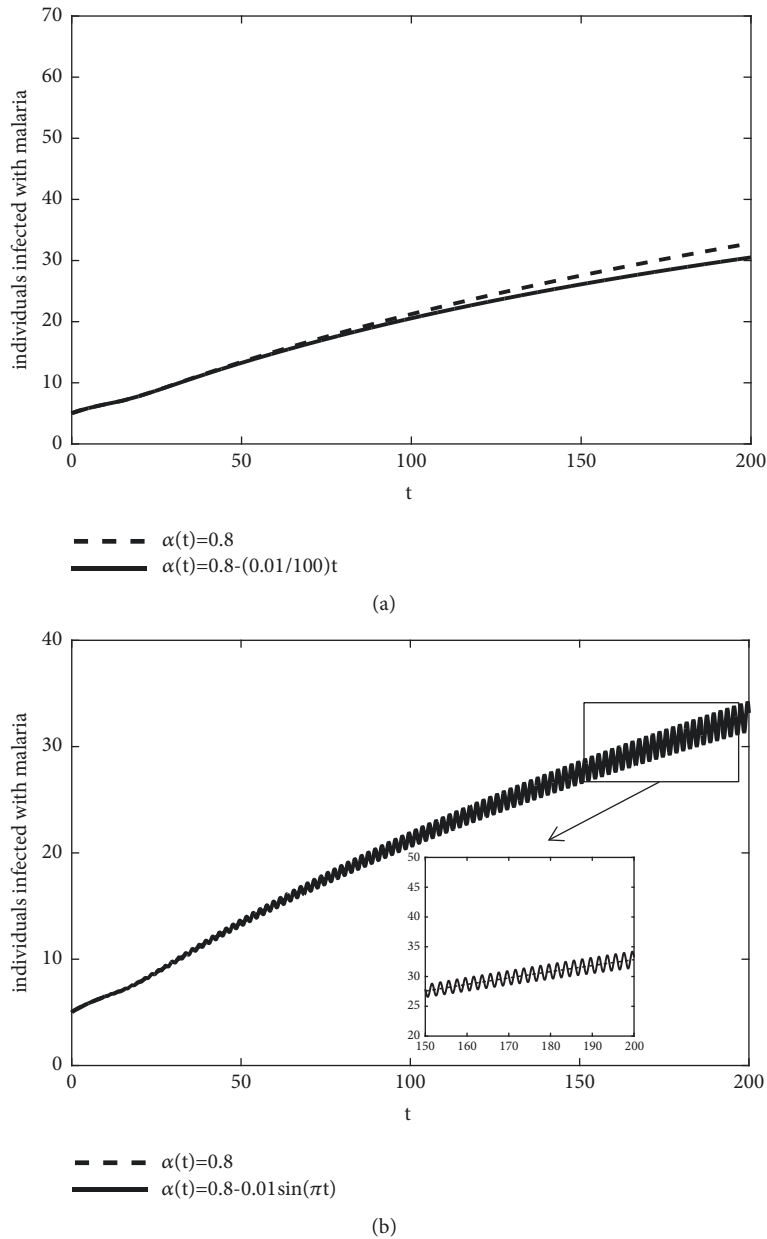 70
60
50
40
30
20
10
0
individuals infected with malaria
0 50 100 150 200
t
α(t)=0.8
α(t)=0.8-(0.01/100)t
(a)
40
30
20
10
0
individuals infected with malaria
50
45
40
35
30
25
20
150 160 170 180 190 200
0 50 100 150 200
t
α(t)=0.8
α(t)=0.8-0.01sin(πt)
(b)